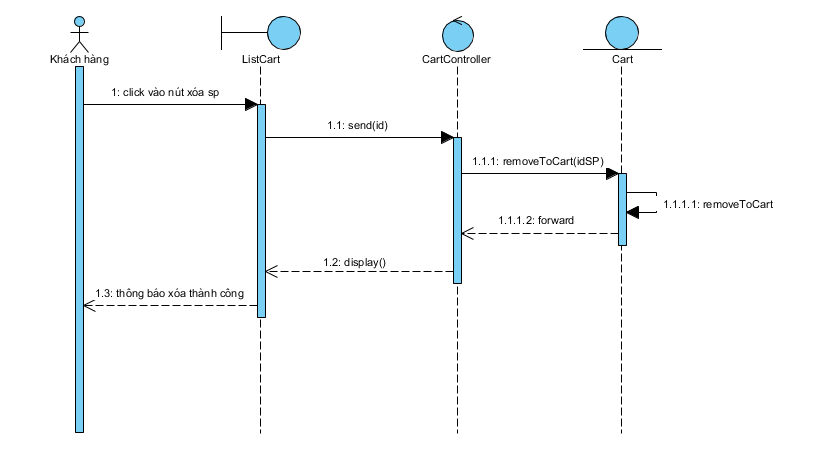 Khách hàng
ListCart
CartController
Cart
1: click vào nút xóa sp
1.1: send(id)
1.1.1: removeToCart(idSP)
1.1.1.1: removeToCart
1.1.1.2: forward
1.2: display()
1.3: thông báo xóa thành công